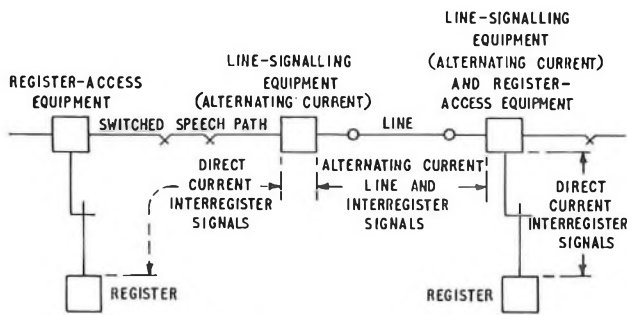 LINE-SIGNALLING
EQUIPMENT
(ALTERNATING CURRENT)
AND REGISTER-
ACCESS EQUIPMENT
LINE-SIGNALLING
EQUIPMENT
(ALTERNATING CURRENT)
REGISTER-ACCESS
EQUIPMENT
SWITCHED SPEECH PATH
LINE
DIRECT
CURRENT
INTERREGISTER
SIGNALS
ALTERNATING CURRENT
LINE AND
INTERREGISTER
SIGNALS
DIRECT
CURRENT
INTERREGISTER
SIGNALS
REGISTER
REGISTER